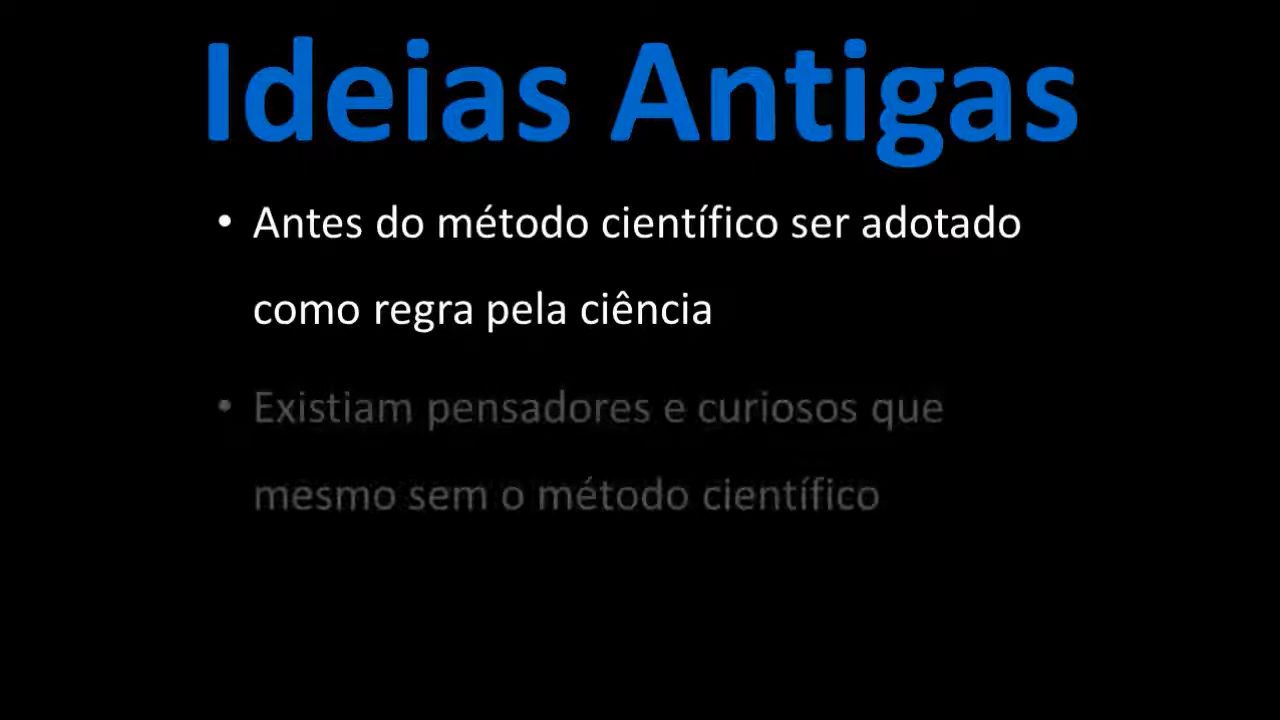 Ideias Antigas
• Antes do método científico ser adotado
como regra pela ciência
• Existiam pensadores e curiosos que
mesmo sem o método científico